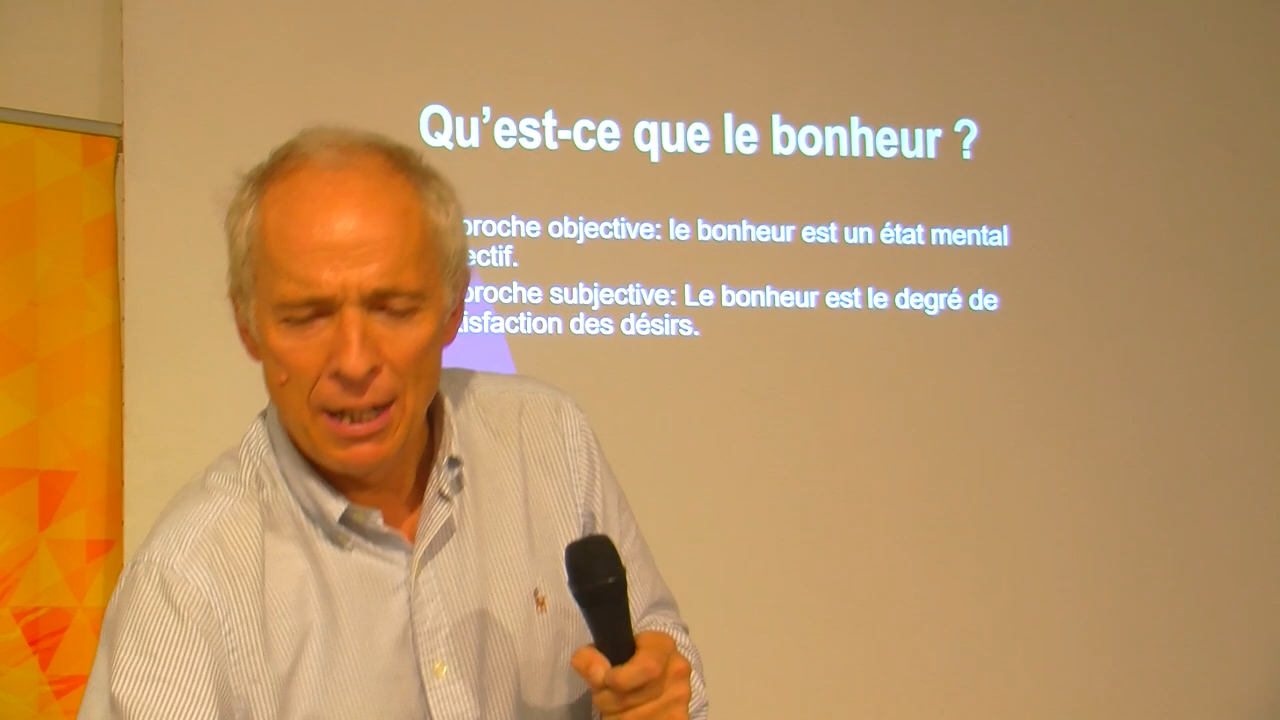 Qu’est-ce que le bonheur ?
proche objective: le bonheur est un état mental
ectif.
proche subjective: Le bonheur est le degré de
isfaction des désirs.